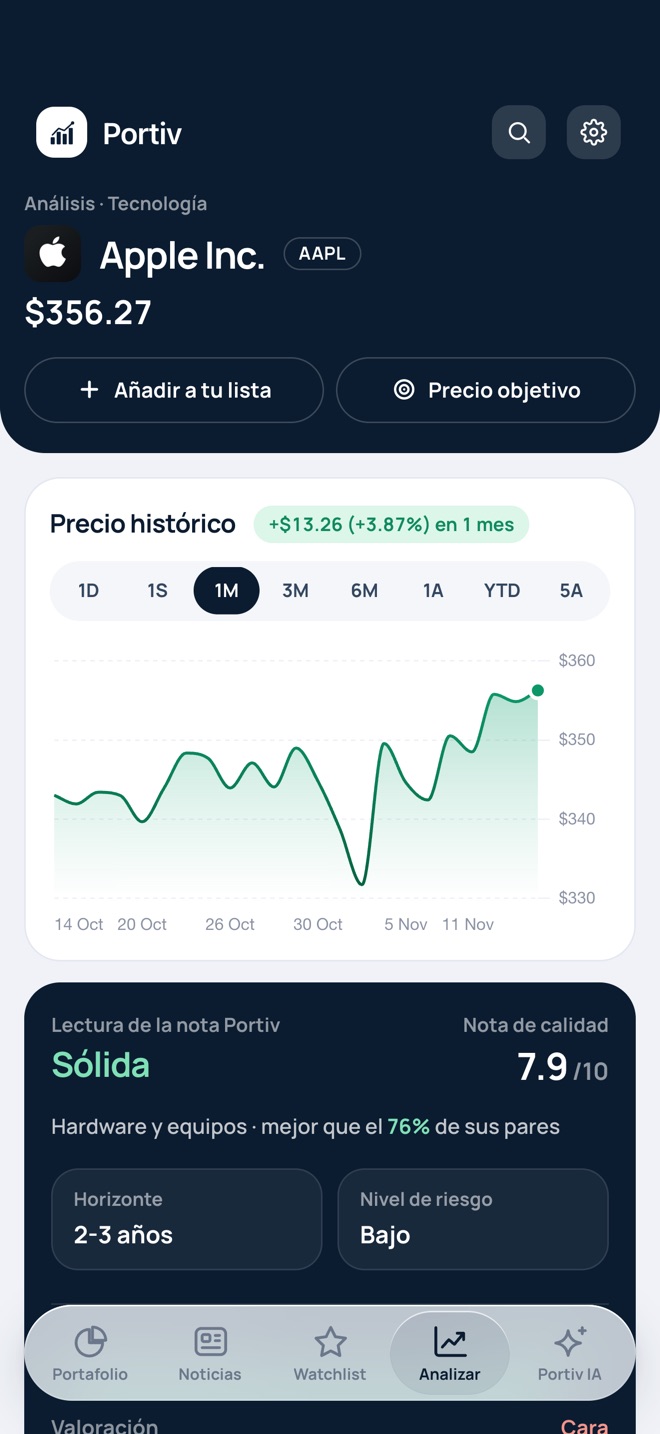 Portiv
Análisis · Tecnología
Apple Inc. AAPL
$356.27
Añadir a tu lista Precio objetivo
Precio histórico +$13.26 (+3.87%) en 1 mes
1D 1S 1M 3M 6M 1A YTD 5A
$360
$350
$340
$330
14 Oct 20 Oct 26 Oct 30 Oct 5 Nov 11 Nov
Lectura de la nota Portiv Nota de calidad
Sólida 7.9 /10
Hardware y equipos · mejor que el 76% de sus pares
Horizonte Nivel de riesgo
2-3 años Bajo
Portafolio Noticias Watchlist Analizar Portiv IA
Valoración Cara